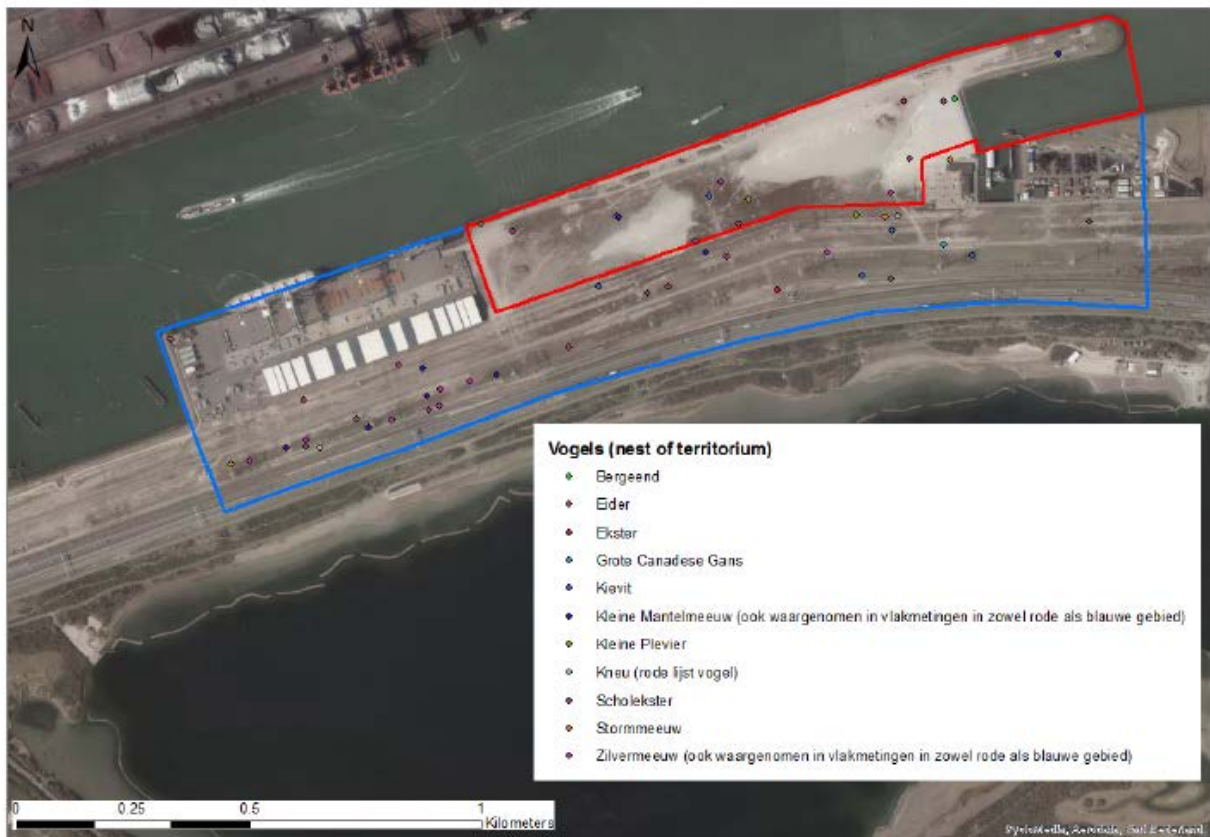 N
Vogels (nest of territorium)
Bergeend
Eider
Ekster
Grote Canadese Gans
Kievit
Kleine Mantelmeeuw (ook waargenomen in vlakmetingen in zowel rode als blauwe gebied)
Kleine Plevier
Kneu (rode lijst vogel)
Scholekster
Stormmeeuw
Zilvermeeuw (ook waargenomen in vlakmetingen in zowel rode als blauwe gebied)
0 0.25 0.5 1
Kilometers